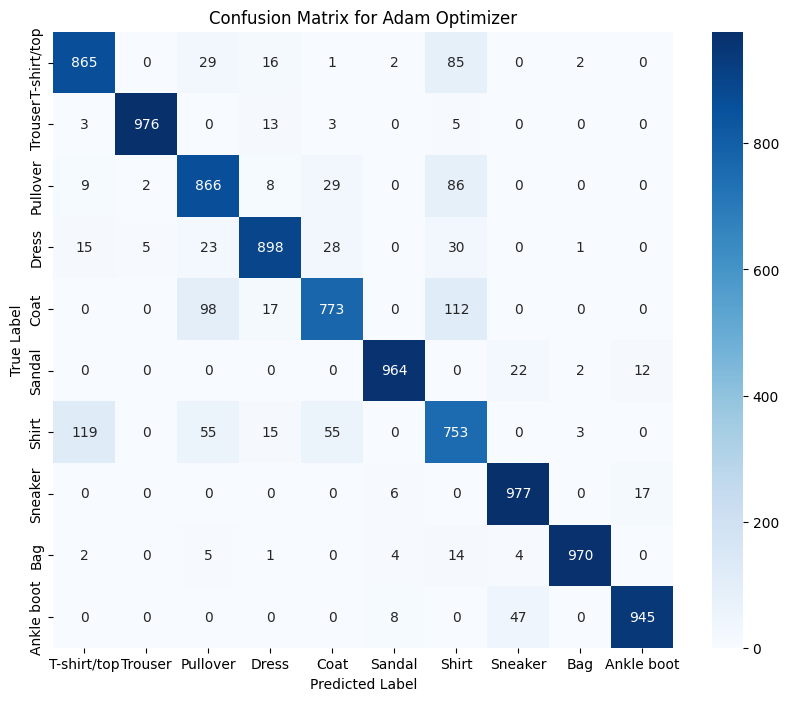 Confusion Matrix for Adam Optimizer
T-shirt/top 865 0 29 16 1 2 85 0 2 0
Trouser 3 976 0 13 3 0 5 0 0 0
Pullover 9 2 866 8 29 0 86 0 0 0
Dress 15 5 23 898 28 0 30 0 1 0
Coat 0 0 98 17 773 0 112 0 0 0
Sandal 0 0 0 0 0 964 0 22 2 12
Shirt 119 0 55 15 55 0 753 0 3 0
Sneaker 0 0 0 0 0 6 0 977 0 17
Bag 2 0 5 1 0 4 14 4 970 0
Ankle boot 0 0 0 0 0 8 0 47 0 945
T-shirt/top Trouser Pullover Dress Coat Sandal Shirt Sneaker Bag Ankle boot
Predicted Label
True Label
800
600
400
200
0